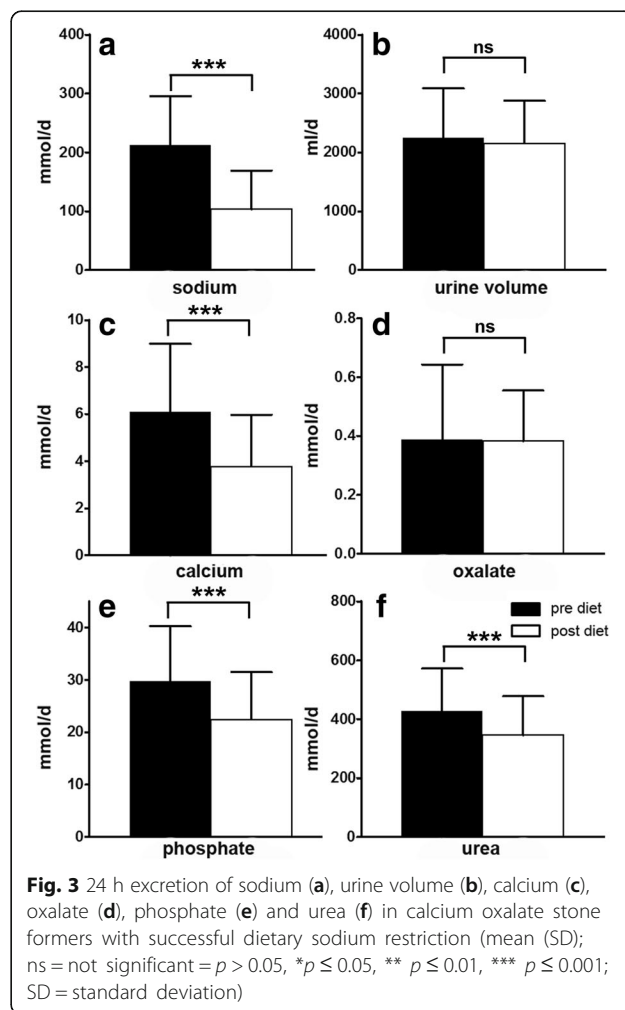 a
b
400
300
200
100
0
mmol/d
***
sodium
4000
3000
2000
1000
0
ml/d
ns
urine volume
c
d
10
8
6
4
2
0
mmol/d
***
calcium
0.8
0.6
0.4
0.2
0.0
mmol/d
ns
oxalate
e
f
40
30
20
10
0
mmol/d
***
phosphate
800
600
400
200
0
mmol/d
***
pre diet
post diet
urea
Fig. 3 24 h excretion of sodium (a), urine volume (b), calcium (c),
oxalate (d), phosphate (e) and urea (f) in calcium oxalate stone
formers with successful dietary sodium restriction (mean (SD);
ns = not significant = p > 0.05, *p ≤ 0.05, ** p ≤ 0.01, *** p ≤ 0.001;
SD = standard deviation)